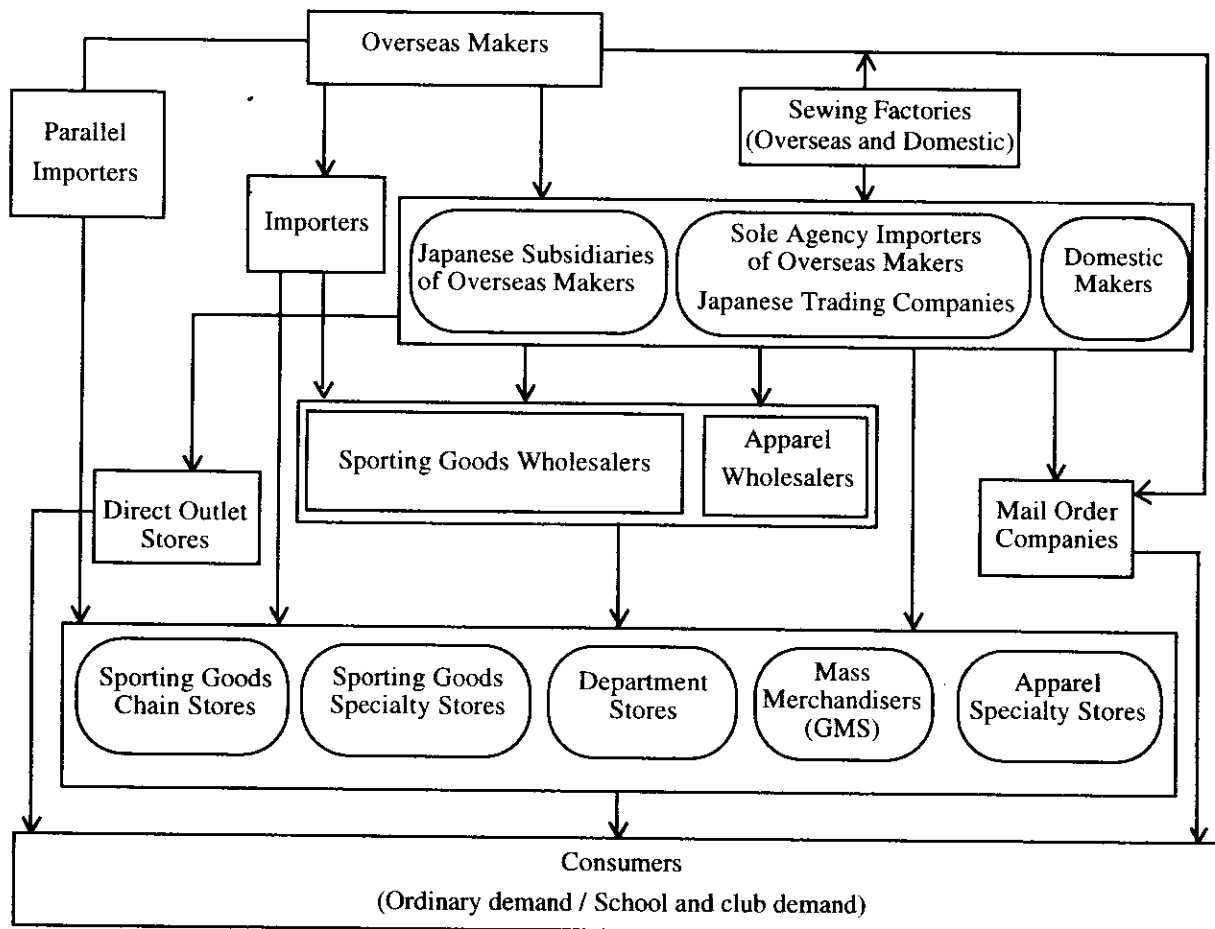 Overseas Makers
Parallel
Importers
Sewing Factories
(Overseas and Domestic)
Importers
Japanese Subsidiaries
of Overseas Makers
Sole Agency Importers
of Overseas Makers
Japanese Trading Companies
Domestic
Makers
Sporting Goods Wholesalers
Apparel
Wholesalers
Direct Outlet
Stores
Mail Order
Companies
Sporting Goods
Chain Stores
Sporting Goods
Specialty Stores
Department
Stores
Mass
Merchandisers
(GMS)
Apparel
Specialty Stores
Consumers
(Ordinary demand / School and club demand)